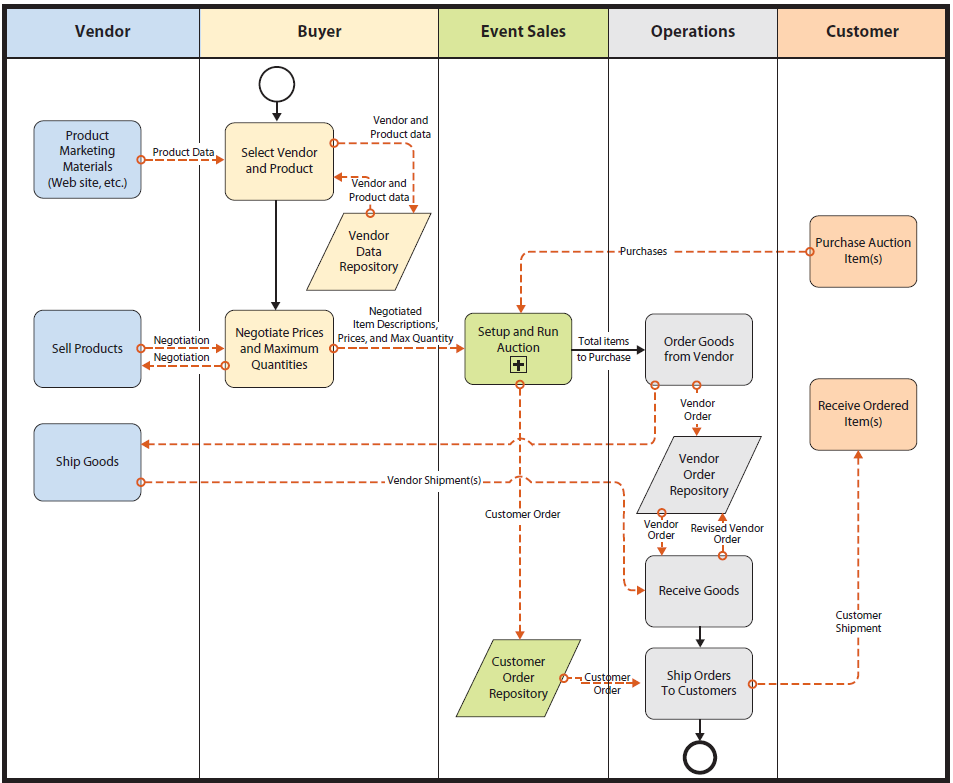 Vendor
Buyer
Event Sales
Operations
Customer
Product
Marketing
Materials
(Web site, etc.)
Product Data
Select Vendor
and Product
Vendor and
Product data
Vendor and
Product data
Vendor
Data
Repository
Purchases
Purchase Auction
Item(s)
Sell Products
Negotiation
Negotiation
Negotiate Prices
and Maximum
Quantities
Negotiated
Item Descriptions,
Prices, and Max Quantity
Setup and Run
Auction
Total items
to Purchase
Order Goods
from Vendor
Vendor
Order
Receive Ordered
Item(s)
Ship Goods
Vendor Shipment(s)
Vendor
Order
Repository
Customer Order
Vendor
Order
Revised Vendor
Order
Receive Goods
Customer
Shipment
Customer
Order
Repository
Customer
Order
Ship Orders
To Customers